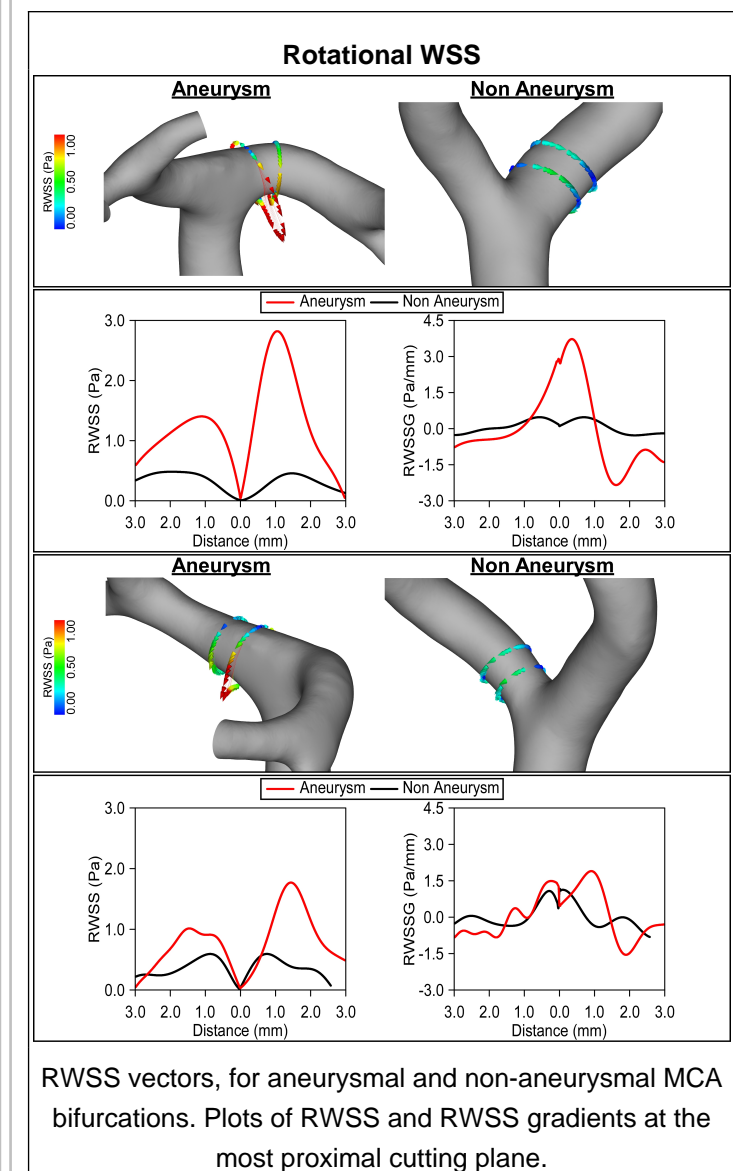 Rotational WSS
Aneurysm
Non Aneurysm
RWSS (Pa)
1.00
0.50
0.00
Aneurysm
Non Aneurysm
RWSS (Pa)
3.0
2.0
1.0
0.0
3.0 2.0 1.0 0.0 1.0 2.0 3.0
Distance (mm)
RWSSG (Pa/mm)
4.5
3.0
1.5
0.0
-1.5
-3.0
3.0 2.0 1.0 0.0 1.0 2.0 3.0
Distance (mm)
Aneurysm
Non Aneurysm
RWSS (Pa)
1.00
0.50
0.00
Aneurysm
Non Aneurysm
RWSS (Pa)
3.0
2.0
1.0
0.0
3.0 2.0 1.0 0.0 1.0 2.0 3.0
Distance (mm)
RWSSG (Pa/mm)
4.5
3.0
1.5
0.0
-1.5
-3.0
3.0 2.0 1.0 0.0 1.0 2.0 3.0
Distance (mm)
RWSS vectors, for aneurysmal and non-aneurysmal MCA
bifurcations. Plots of RWSS and RWSS gradients at the
most proximal cutting plane.